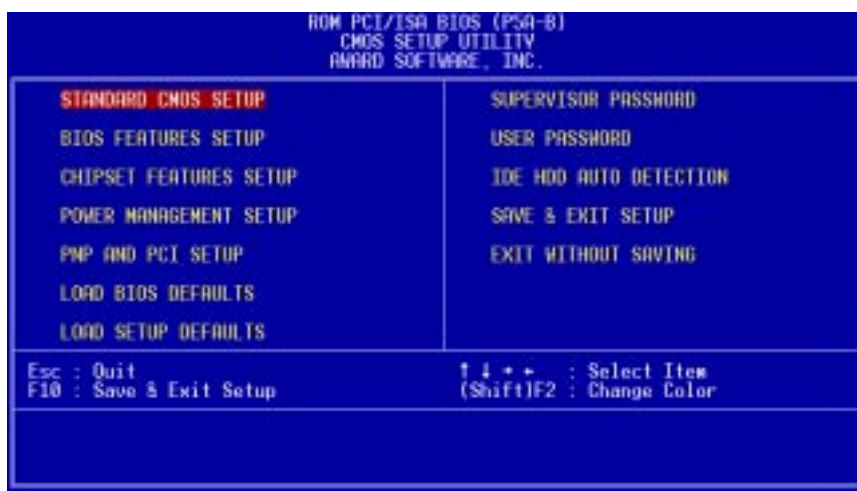 ROM PCI/ISA BIOS (P5A-B)
CMOS SETUP UTILITY
AWARD SOFTWARE, INC.
STANDARD CMOS SETUP
BIOS FEATURES SETUP
CHIPSET FEATURES SETUP
POWER MANAGEMENT SETUP
PNP AND PCI SETUP
LOAD BIOS DEFAULTS
LOAD SETUP DEFAULTS
SUPERVISOR PASSWORD
USER PASSWORD
IDE HDD AUTO DETECTION
SAVE & EXIT SETUP
EXIT WITHOUT SAVING
Esc : Quit
F10 : Save & Exit Setup
↑ ↓ → ← : Select Item
(Shift)F2 : Change Color